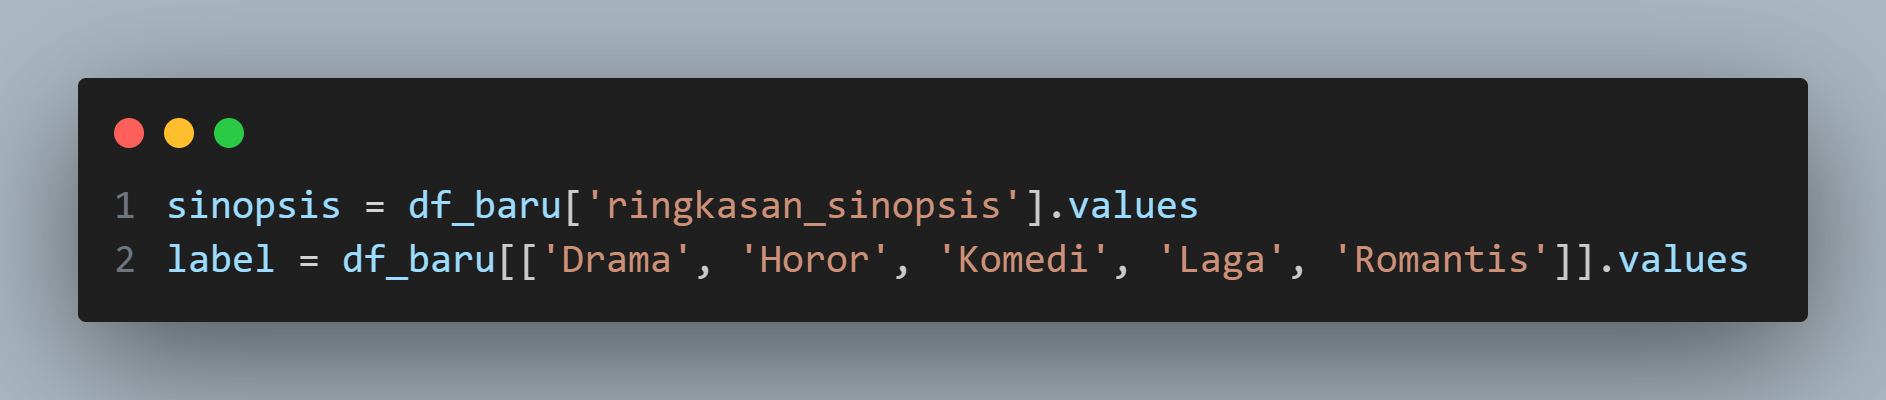 1 sinopsis = df_baru['ringkasan_sinopsis'].values
2 label = df_baru[['Drama', 'Horor', 'Komedi', 'Laga', 'Romantis']].values